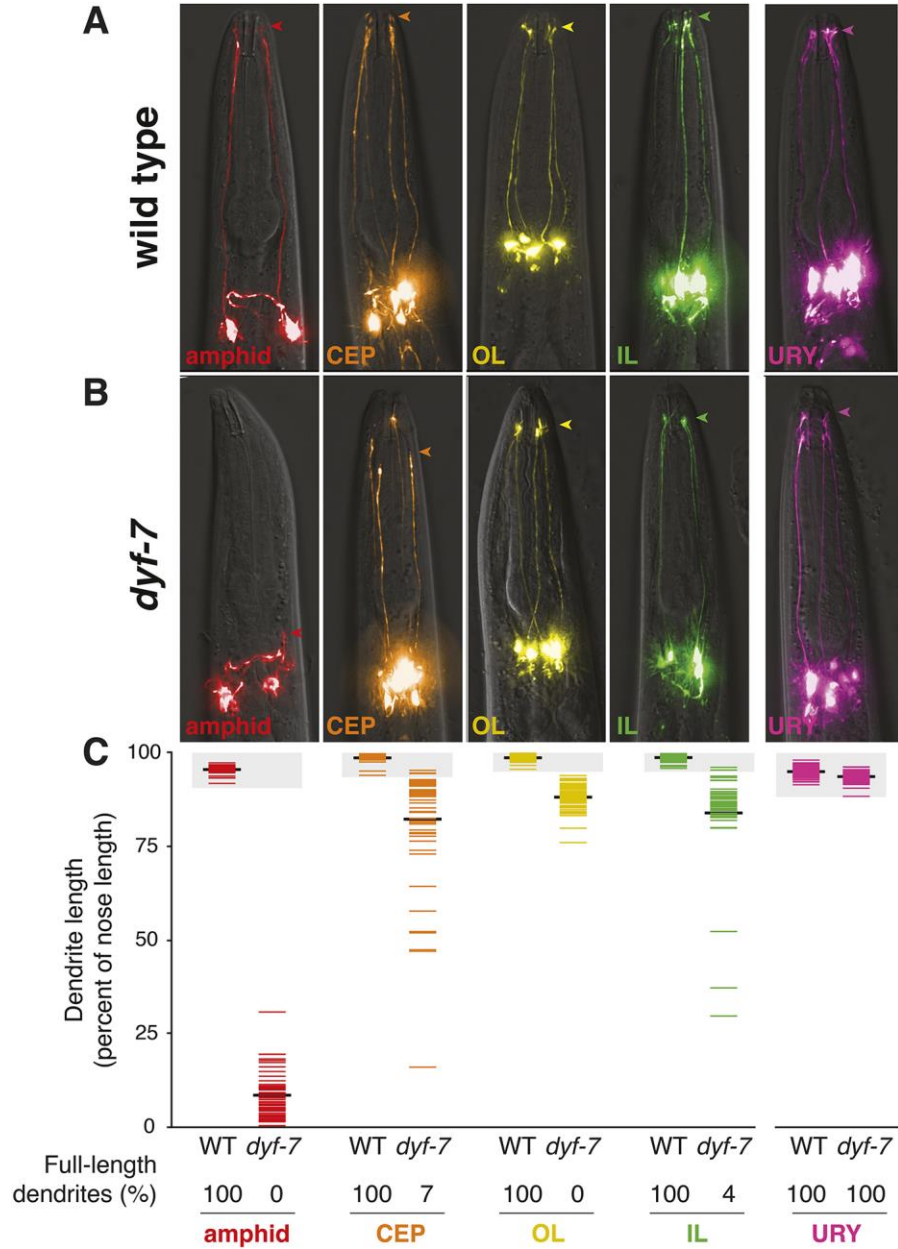 A
wild type
amphid CEP OL IL URY
B
dyf-7
amphid CEP OL IL URY
C
100
75
50
25
0
Dendrite length
(percent of nose length)
WT dyf-7 WT dyf-7 WT dyf-7 WT dyf-7 WT dyf-7
Full-length
dendrites (%)
100 0 100 7 100 0 100 4 100 100
amphid CEP OL IL URY